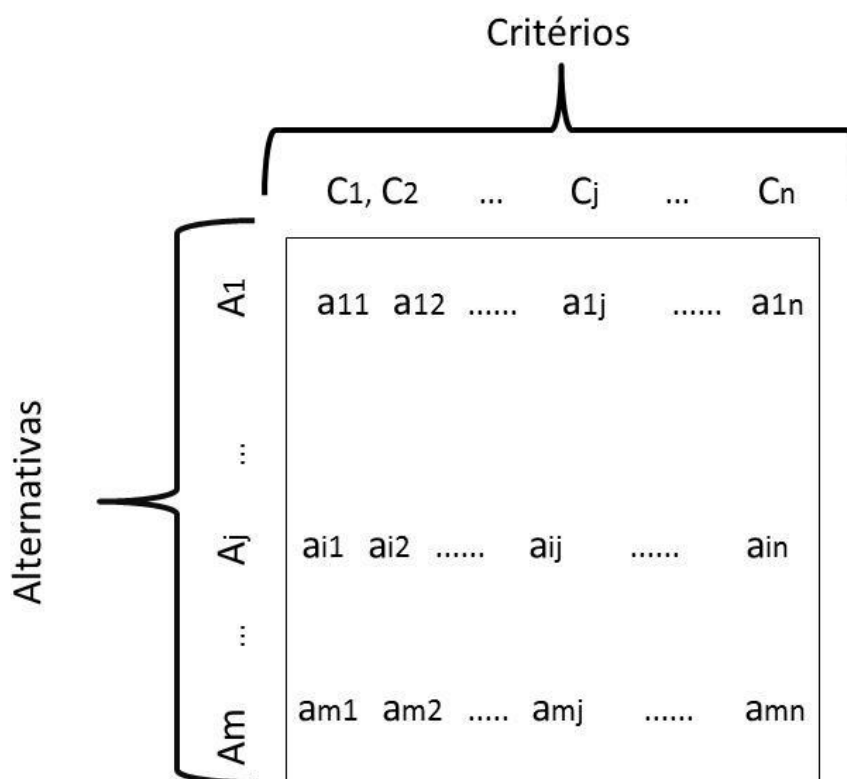 Critérios
C1, C2 ... Cj ... Cn
Alternativas
A1 a11 a12 ...... a1j ...... a1n
...
Aj ai1 ai2 ...... aij ...... ain
...
Am am1 am2 ..... amj ...... amn